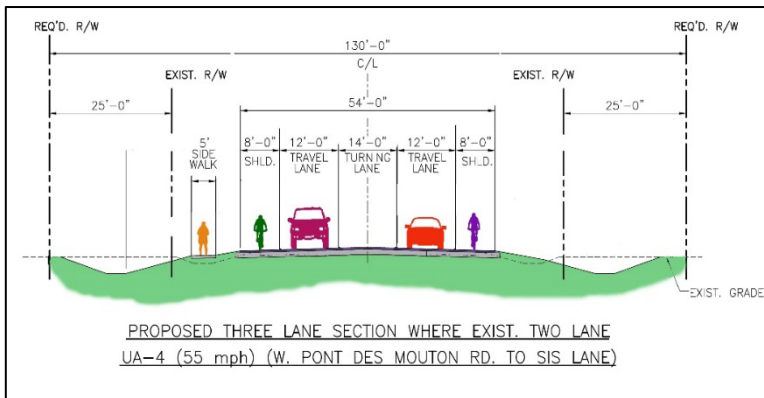 REQ'D. R/W
REQ'D. R/W
130'-0"
C/L
EXIST. R/W
EXIST. R/W
25'-0"
54'-0"
25'-0"
5'
SIDE
WALK
8'-0"
SHLD.
12'-0"
TRAVEL
LANE
14'-0"
TURNING
LANE
12'-0"
TRAVEL
LANE
8'-0"
SHLD.
EXIST. GRADE
PROPOSED THREE LANE SECTION WHERE EXIST. TWO LANE
UA-4 (55 mph) (W. PONT DES MOUTON RD. TO SIS LANE)